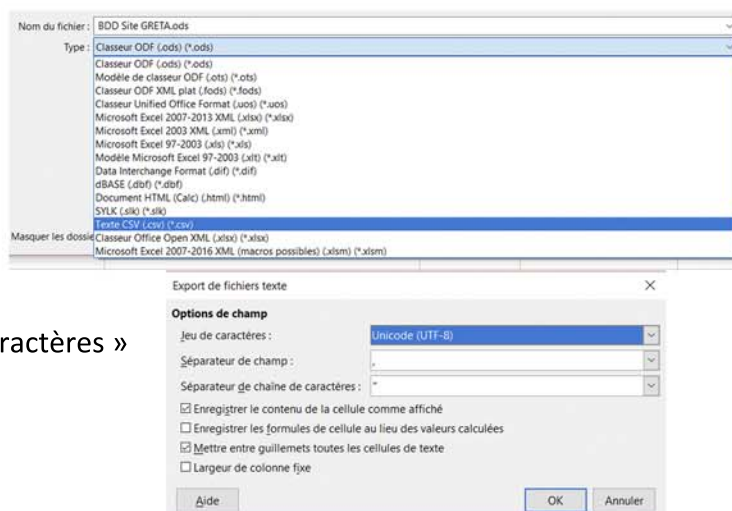 Nom du fichier : BDD Site GRETA.ods
Type : Classeur ODF (.ods) (*.ods)
Classeur ODF (.ods) (*.ods)
Modèle de classeur ODF (.ots) (*.ots)
Classeur ODF XML plat (.fods) (*.fods)
Classeur Unified Office Format (.uos) (*.uos)
Microsoft Excel 2007-2013 XML (.xlsx) (*.xlsx)
Microsoft Excel 2003 XML (.xml) (*.xml)
Microsoft Excel 97-2003 (.xls) (*.xls)
Modèle Microsoft Excel 97-2003 (.xlt) (*.xlt)
Data Interchange Format (.dif) (*.dif)
dBASE (.dbf) (*.dbf)
Document HTML (Calc) (.html) (*.html)
SYLK (.slk) (*.slk)
Texte CSV (.csv) (*.csv)
Masquer les dossie Classeur Office Open XML (.xlsx) (*.xlsx)
Microsoft Excel 2007-2016 XML (macros possibles) (.xlsm) (*.xlsm)
Export de fichiers texte
Options de champ
ractères »
Jeu de caractères : Unicode (UTF-8)
Séparateur de champ : ,
Séparateur de chaîne de caractères : "
Enregistrer le contenu de la cellule comme affiché
Enregistrer les formules de cellule au lieu des valeurs calculées
Mettre entre guillemets toutes les cellules de texte
Largeur de colonne fixe
Aide OK Annuler